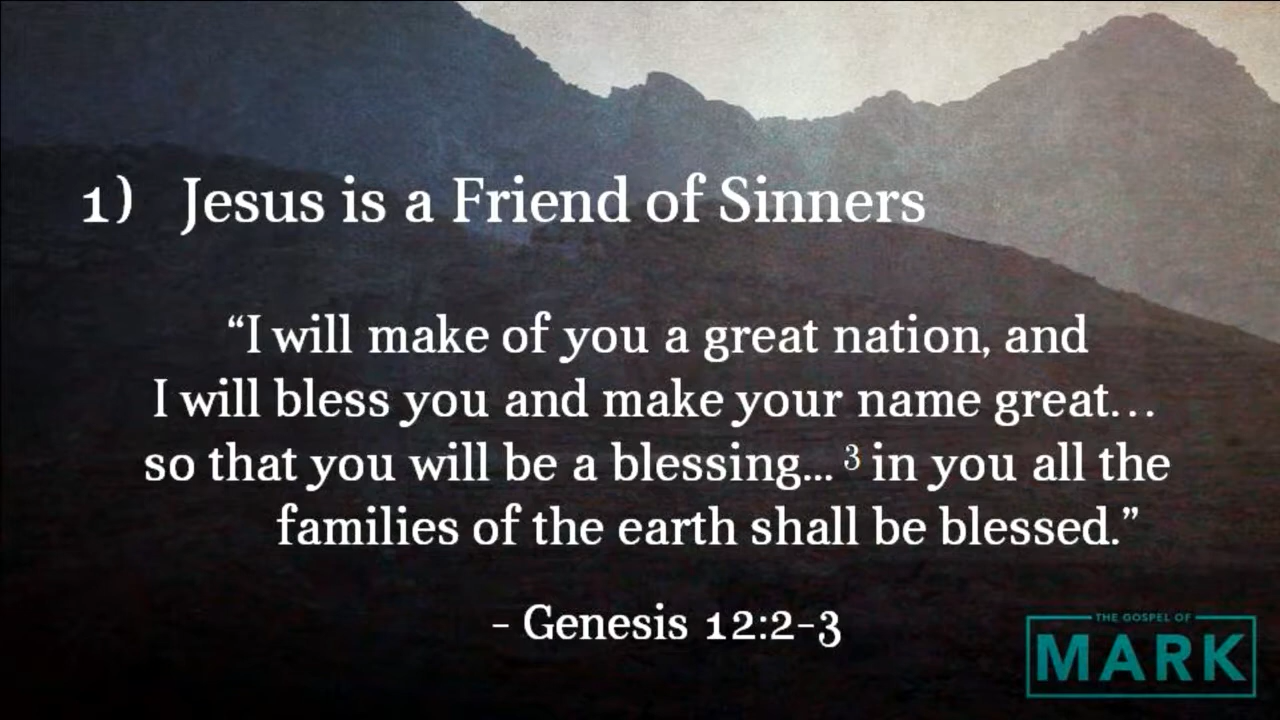 1) Jesus is a Friend of Sinners
“I will make of you a great nation, and
I will bless you and make your name great…
so that you will be a blessing... ³ in you all the
families of the earth shall be blessed.”
- Genesis 12:2-3
THE GOSPEL OF
MARK